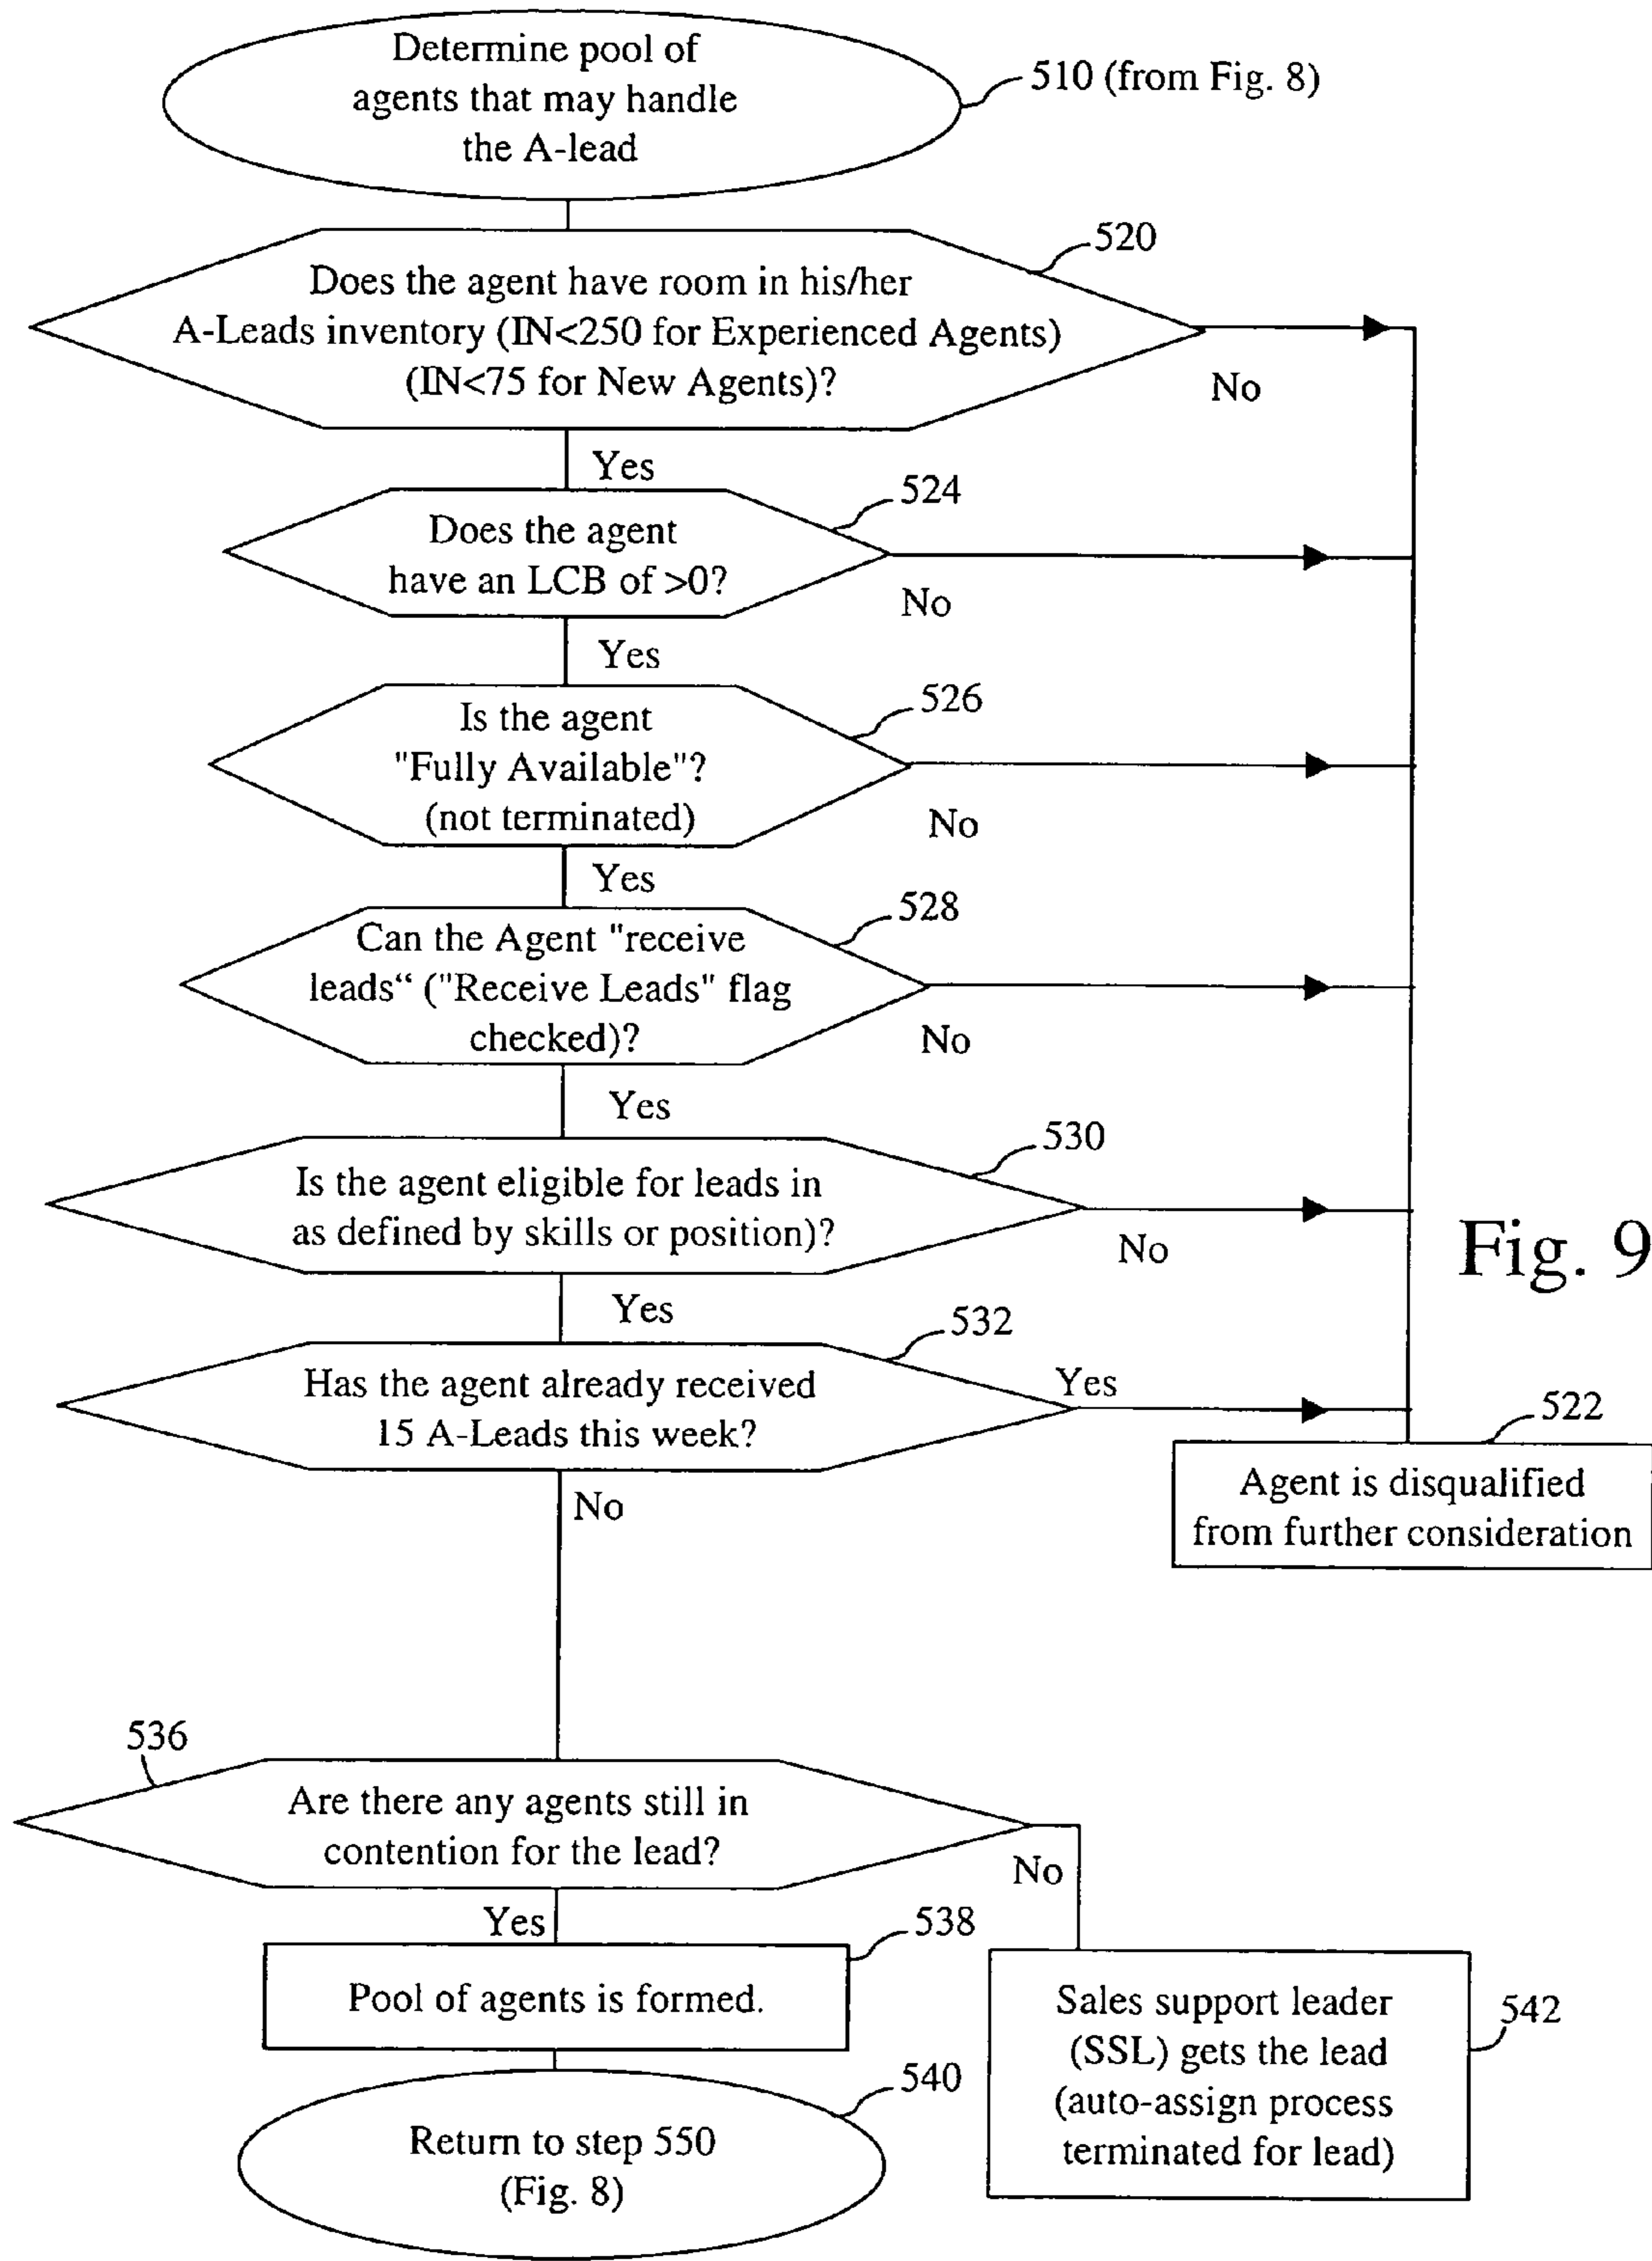 Determine pool of
agents that may handle
the A-lead
510 (from Fig. 8)
520
Does the agent have room in his/her
A-Leads inventory (IN<250 for Experienced Agents)
(IN<75 for New Agents)?
No
Yes
524
Does the agent
have an LCB of >0?
No
Yes
526
Is the agent
"Fully Available"?
(not terminated)
No
Yes
528
Can the Agent "receive
leads“ ("Receive Leads" flag
checked)?
No
Yes
530
Is the agent eligible for leads in
as defined by skills or position)?
No
Fig. 9
Yes
532
Has the agent already received
15 A-Leads this week?
Yes
522
Agent is disqualified
from further consideration
No
536
Are there any agents still in
contention for the lead?
No
Yes
538
Pool of agents is formed.
Sales support leader
(SSL) gets the lead
(auto-assign process
terminated for lead)
542
540
Return to step 550
(Fig. 8)